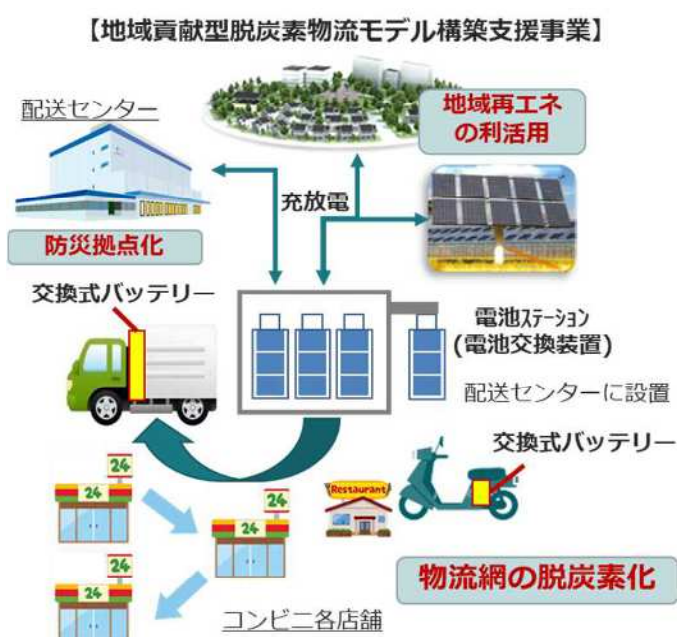 【地域貢献型脱炭素物流モデル構築支援事業】
配送センター
地域再エネ
の利活用
充放電
防災拠点化
交換式バッテリー
電池ステーション
(電池交換装置)
配送センターに設置
交換式バッテリー
24
24
24
24
Restaurant
24
24
物流網の脱炭素化
コンビニ各店舗